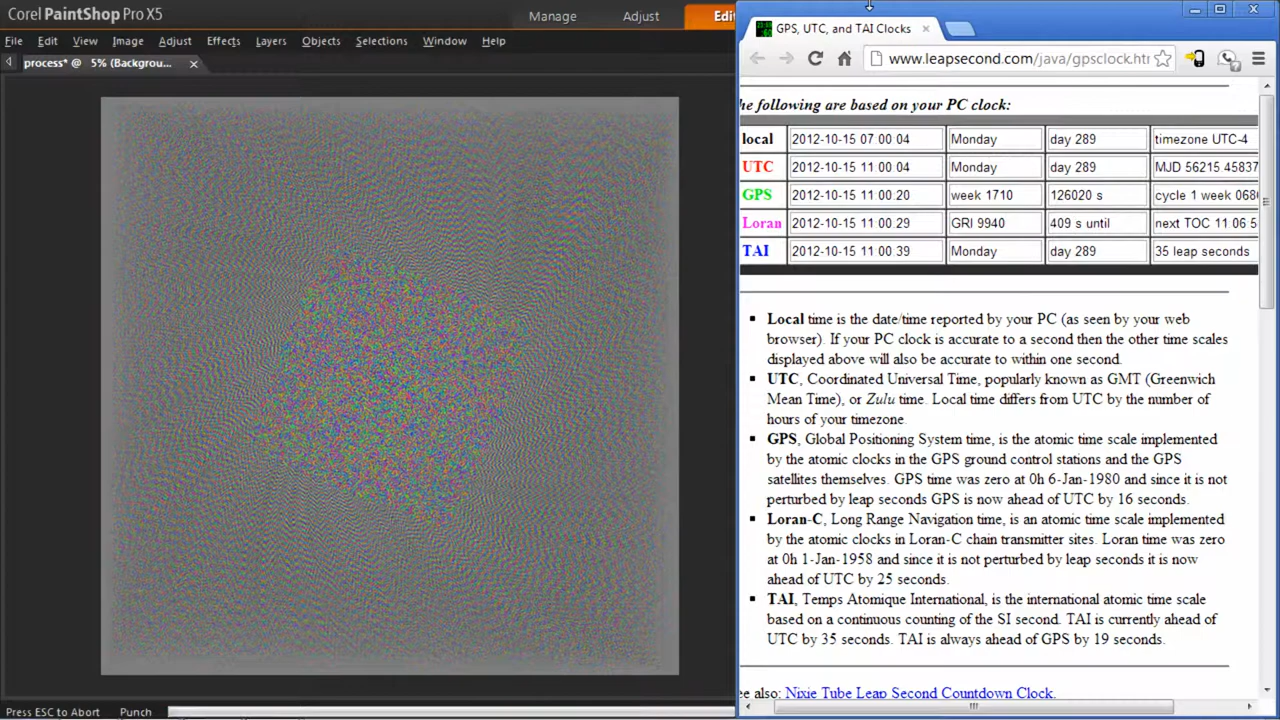 Corel PaintShop Pro X5
Manage Adjust Edi
File Edit View Image Adjust Effects Layers Objects Selections Window Help
process* @ 5% (Backgrou...
Press ESC to Abort Punch
GPS, UTC, and TAI Clocks
www.leapsecond.com/java/gpsclock.ht
he following are based on your PC clock:
local 2012-10-15 07 00 04 Monday day 289 timezone UTC-4
UTC 2012-10-15 11 00 04 Monday day 289 MJD 56215 45837
GPS 2012-10-15 11 00 20 week 1710 126020 s cycle 1 week 068
Loran 2012-10-15 11 00 29 GRI 9940 409 s until next TOC 11 06 5
TAI 2012-10-15 11 00 39 Monday day 289 35 leap seconds
Local time is the date/time reported by your PC (as seen by your web
browser). If your PC clock is accurate to a second then the other time scales
displayed above will also be accurate to within one second.
UTC, Coordinated Universal Time, popularly known as GMT (Greenwich
Mean Time), or Zulu time. Local time differs from UTC by the number of
hours of your timezone.
GPS, Global Positioning System time, is the atomic time scale implemented
by the atomic clocks in the GPS ground control stations and the GPS
satellites themselves. GPS time was zero at 0h 6-Jan-1980 and since it is not
perturbed by leap seconds GPS is now ahead of UTC by 16 seconds.
Loran-C, Long Range Navigation time, is an atomic time scale implemented
by the atomic clocks in Loran-C chain transmitter sites. Loran time was zero
at 0h 1-Jan-1958 and since it is not perturbed by leap seconds it is now
ahead of UTC by 25 seconds.
TAI, Temps Atomique International, is the international atomic time scale
based on a continuous counting of the SI second. TAI is currently ahead of
UTC by 35 seconds. TAI is always ahead of GPS by 19 seconds.
ee also: Nixie Tube Leap Second Countdown Clock.